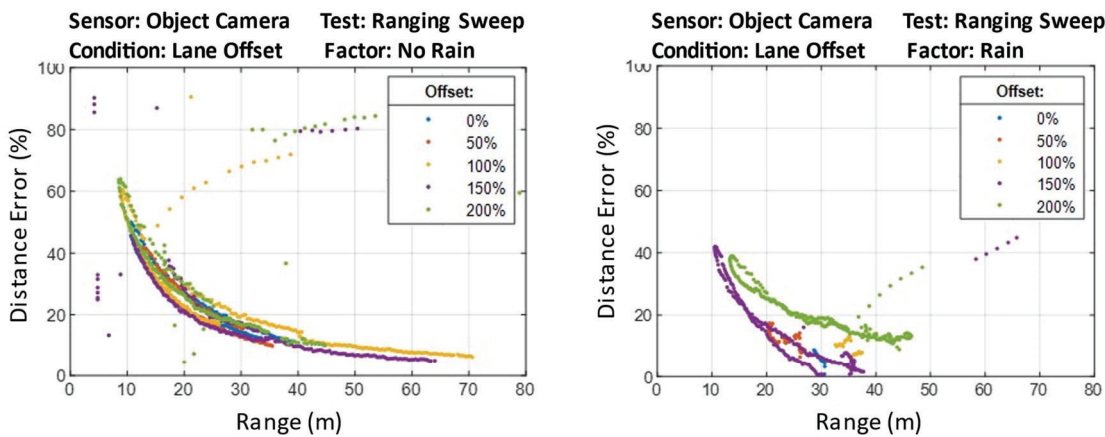 Sensor: Object Camera Test: Ranging Sweep
Condition: Lane Offset Factor: No Rain
100
80
60
40
20
0
0 10 20 30 40 50 60 70 80
Distance Error (%)
Range (m)
Offset:
0%
50%
100%
150%
200%
Sensor: Object Camera Test: Ranging Sweep
Condition: Lane Offset Factor: Rain
100
80
60
40
20
0
0 10 20 30 40 50 60 70 80
Distance Error (%)
Range (m)
Offset:
0%
50%
100%
150%
200%